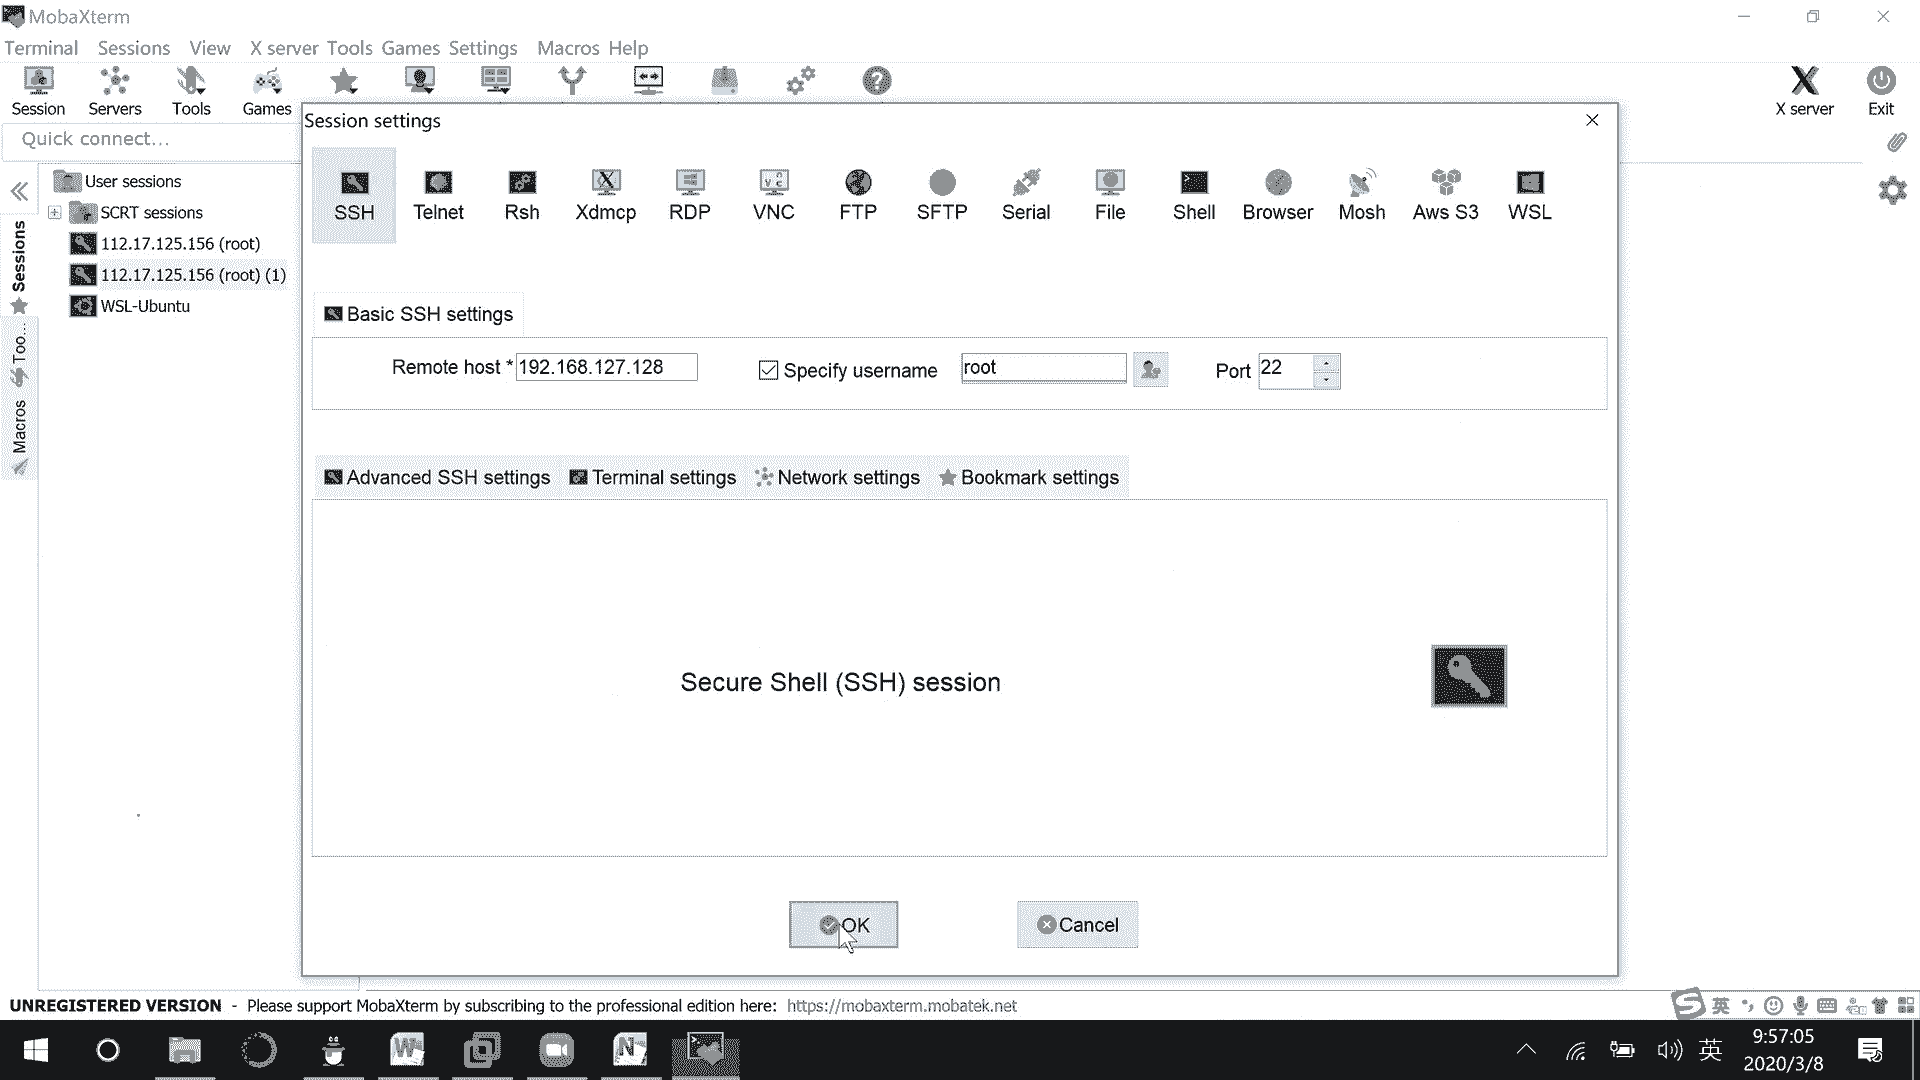 MobaXterm
Terminal Sessions View X server Tools Games Settings Macros Help
Session Servers Tools Games X server Exit
Quick connect...
Session settings
SSH Telnet Rsh Xdmcp RDP VNC FTP SFTP Serial File Shell Browser Mosh Aws S3 WSL
User sessions
SCRT sessions
112.17.125.156 (root)
112.17.125.156 (root) (1)
WSL-Ubuntu
Sessions
Too...
Macros
Basic SSH settings
Remote host * 192.168.127.128 Specify username root Port 22
Advanced SSH settings Terminal settings Network settings Bookmark settings
Secure Shell (SSH) session
OK Cancel
UNREGISTERED VERSION - Please support MobaXterm by subscribing to the professional edition here: https://mobaxterm.mobatek.net
英
英
9:57:05
2020/3/8